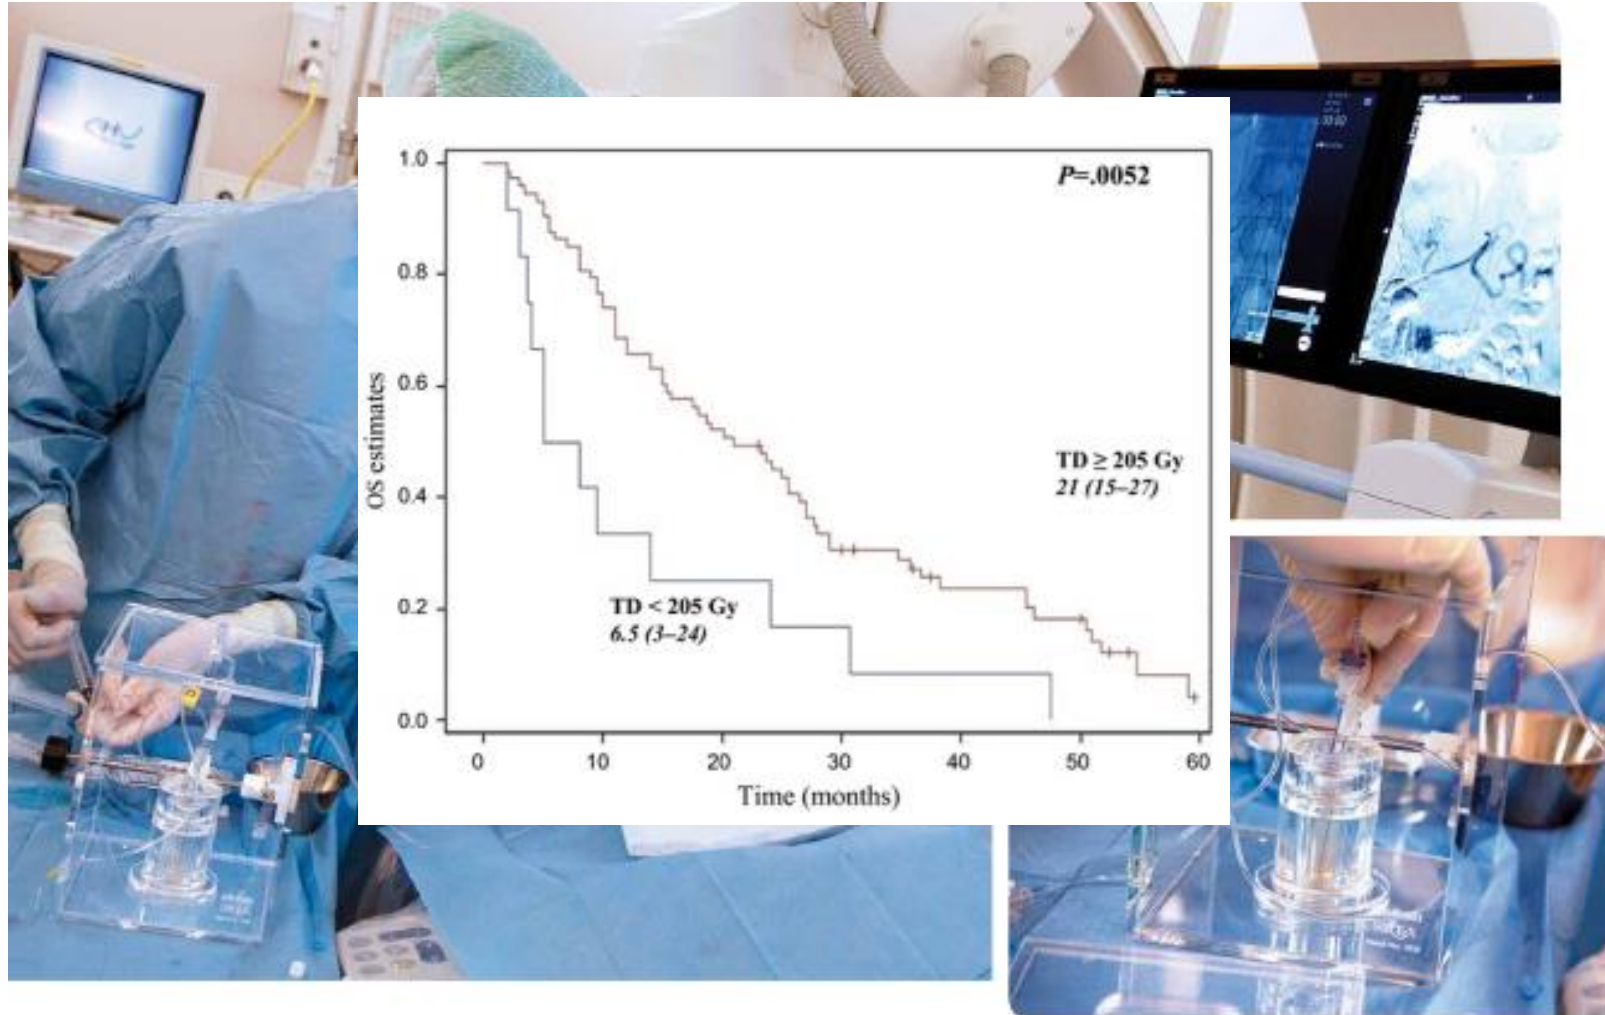 P=.0052
1.0
0.8
0.6
0.4
0.2
0.0
OS estimates
TD ≥ 205 Gy
21 (15–27)
TD < 205 Gy
6.5 (3–24)
0 10 20 30 40 50 60
Time (months)